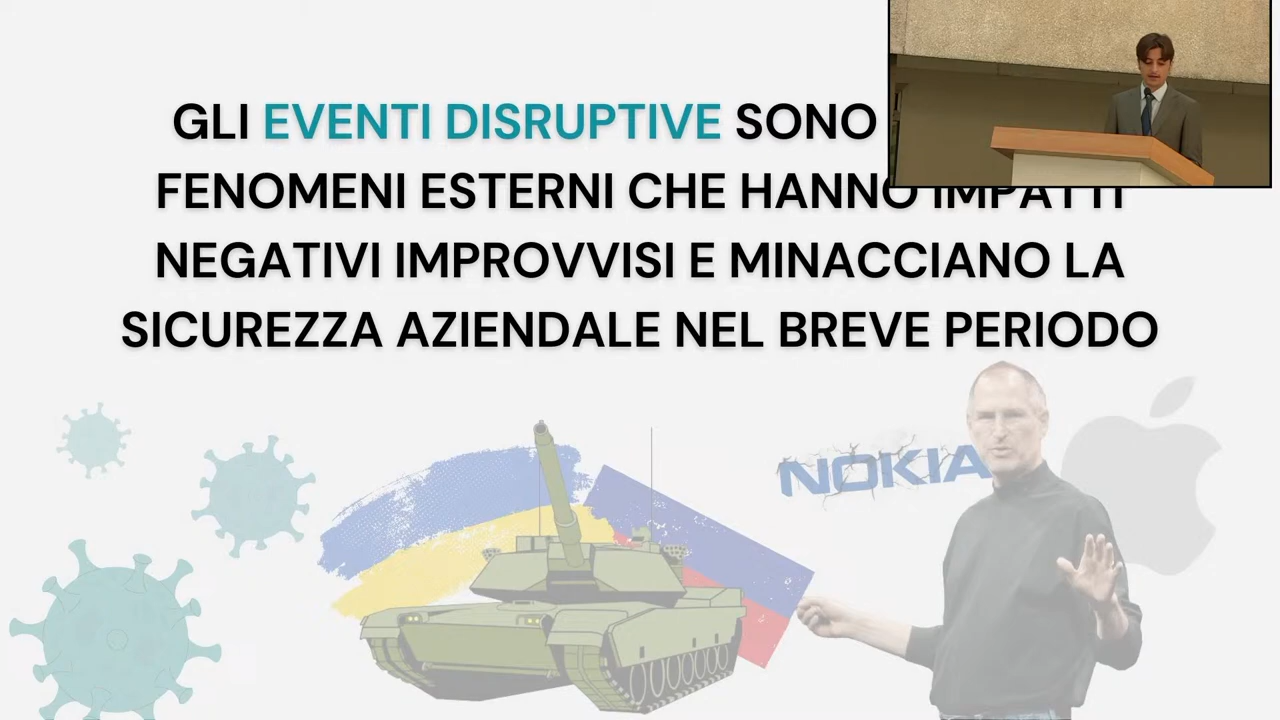 GLI EVENTI DISRUPTIVE SONO
FENOMENI ESTERNI CHE HANNO IMPATTI
NEGATIVI IMPROVVISI E MINACCIANO LA
SICUREZZA AZIENDALE NEL BREVE PERIODO
NOKIA